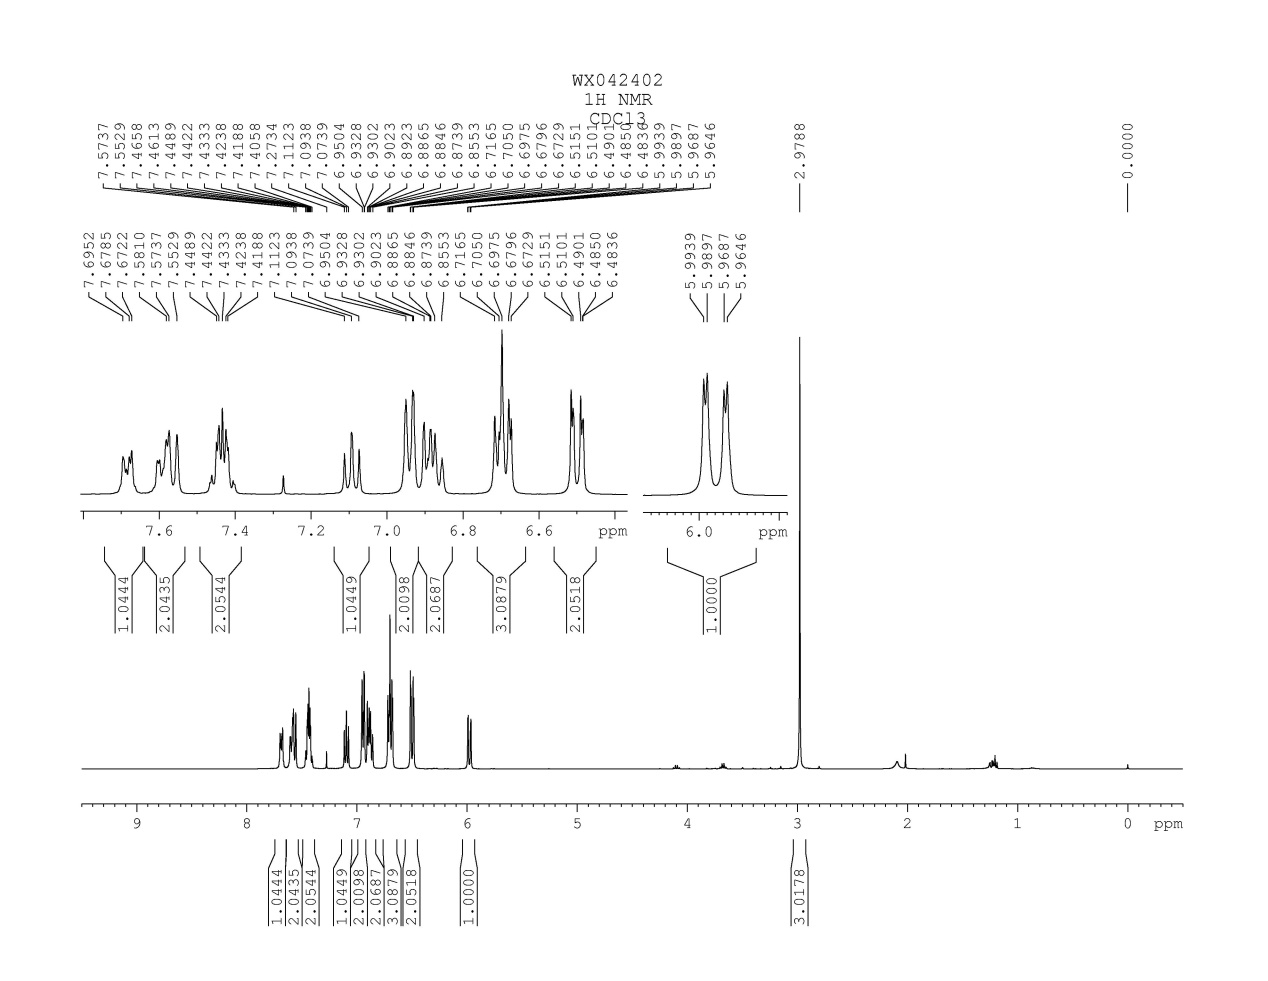 WX042402
1H NMR
CDCl3
7.5737 7.5529 7.4658 7.4613 7.4489 7.4422 7.4333 7.4238 7.4188 7.4058 7.2734 7.1123 7.0938 7.0739 6.9504 6.9328 6.9302 6.9023 6.8923 6.8865 6.8846 6.8739 6.8553 6.7165 6.7050 6.6975 6.6796 6.6729 6.5151 6.5101 6.4901 6.4850 6.4836 5.9939 5.9897 5.9687 5.9646 2.9788 0.0000
7.6952 7.6785 7.6722 7.5810 7.5737 7.5529 7.4489 7.4422 7.4333 7.4238 7.4188 7.1123 7.0938 7.0739 6.9504 6.9328 6.9302 6.9023 6.8865 6.8846 6.8739 6.8553 6.7165 6.7050 6.6975 6.6796 6.6729 6.5151 6.5101 6.4901 6.4850 6.4836 5.9939 5.9897 5.9687 5.9646
7.6 7.4 7.2 7.0 6.8 6.6 ppm 6.0 ppm
1.0444 2.0435 2.0544 1.0449 2.0098 2.0687 3.0879 2.0518 1.0000
9 8 7 6 5 4 3 2 1 0 ppm
1.0444 2.0435 2.0544 1.0449 2.0098 2.0687 3.0879 2.0518 1.0000 3.0178